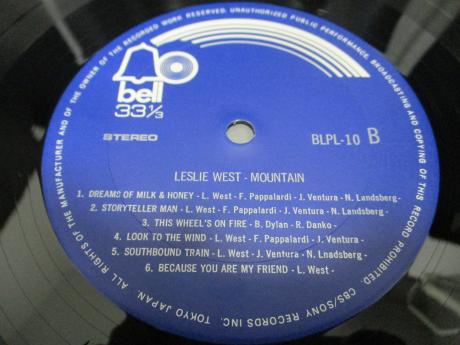 bell
33⅓
STEREO
BLPL-10 B
LESLIE WEST - MOUNTAIN
1. DREAMS OF MILK & HONEY - L. West - F. Pappalardi - J. Ventura - N. Landsberg -
2. STORYTELLER MAN - L. West - F. Pappalardi - J. Ventura - N. Landsberg -
3. THIS WHEEL'S ON FIRE - B. Dylan - R. Danko -
4. LOOK TO THE WIND - L. West - F. Pappalardi - J. Ventura -
5. SOUTHBOUND TRAIN - L. West - J. Ventura - N. Lnadsberg -
6. BECAUSE YOU ARE MY FRIEND - L. West -
ALL RIGHTS OF THE MANUFACTURER AND OF THE OWNER OF THE RECORDED WORK RESERVED. UNAUTHORIZED PUBLIC PERFORMANCE, BROADCASTING AND COPYING OF THIS RECORD PROHIBITED. CBS/SONY RECORDS INC. TOKYO JAPAN.